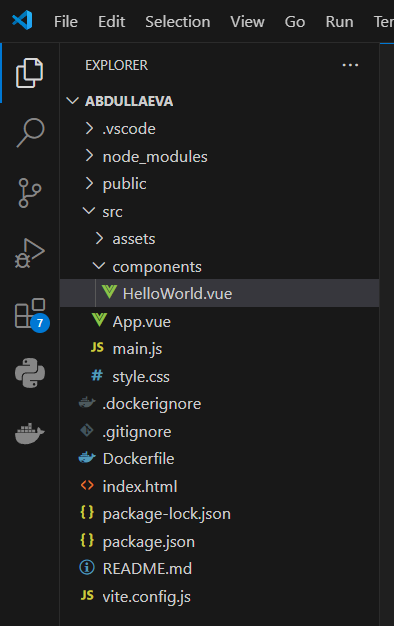 File Edit Selection View Go Run
EXPLORER ···
ABDULLAEVA
.vscode
node_modules
public
src
assets
components
HelloWorld.vue
App.vue
JS main.js
# style.css
.dockerignore
.gitignore
Dockerfile
<> index.html
{} package-lock.json
{} package.json
README.md
JS vite.config.js
7